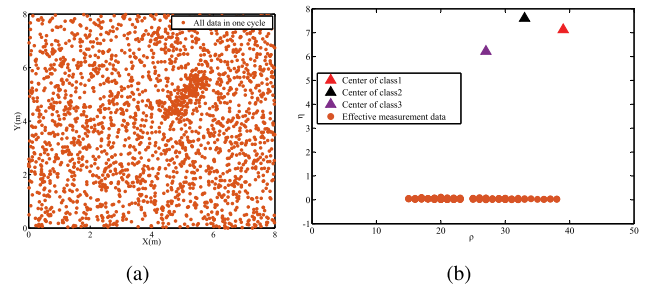 All data in one cycle
8
7
6
5
4
3
2
1
0
-1
8
6
4
2
0
Y(m)
η
Center of class1
Center of class2
Center of class3
Effective measurement data
0 2 4 6 8
X(m)
0 10 20 30 40 50
ρ
(a) (b)